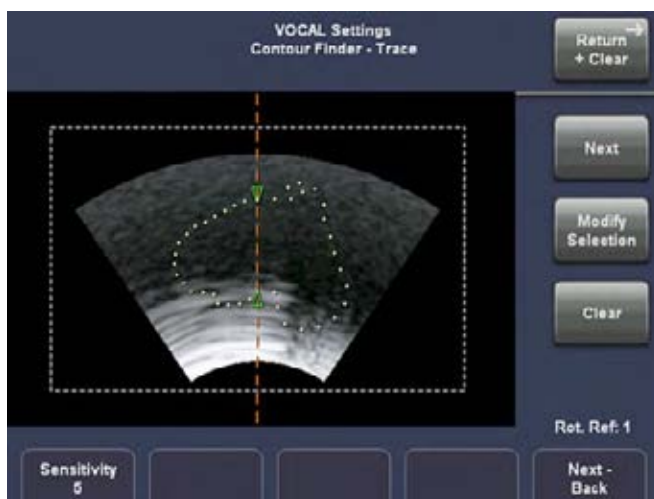 VOCAL Settings
Contour Finder - Trace
Return
+ Clear
Next
Modify
Selection
Clear
Rot. Ref: 1
Sensitivity
5
Next -
Back